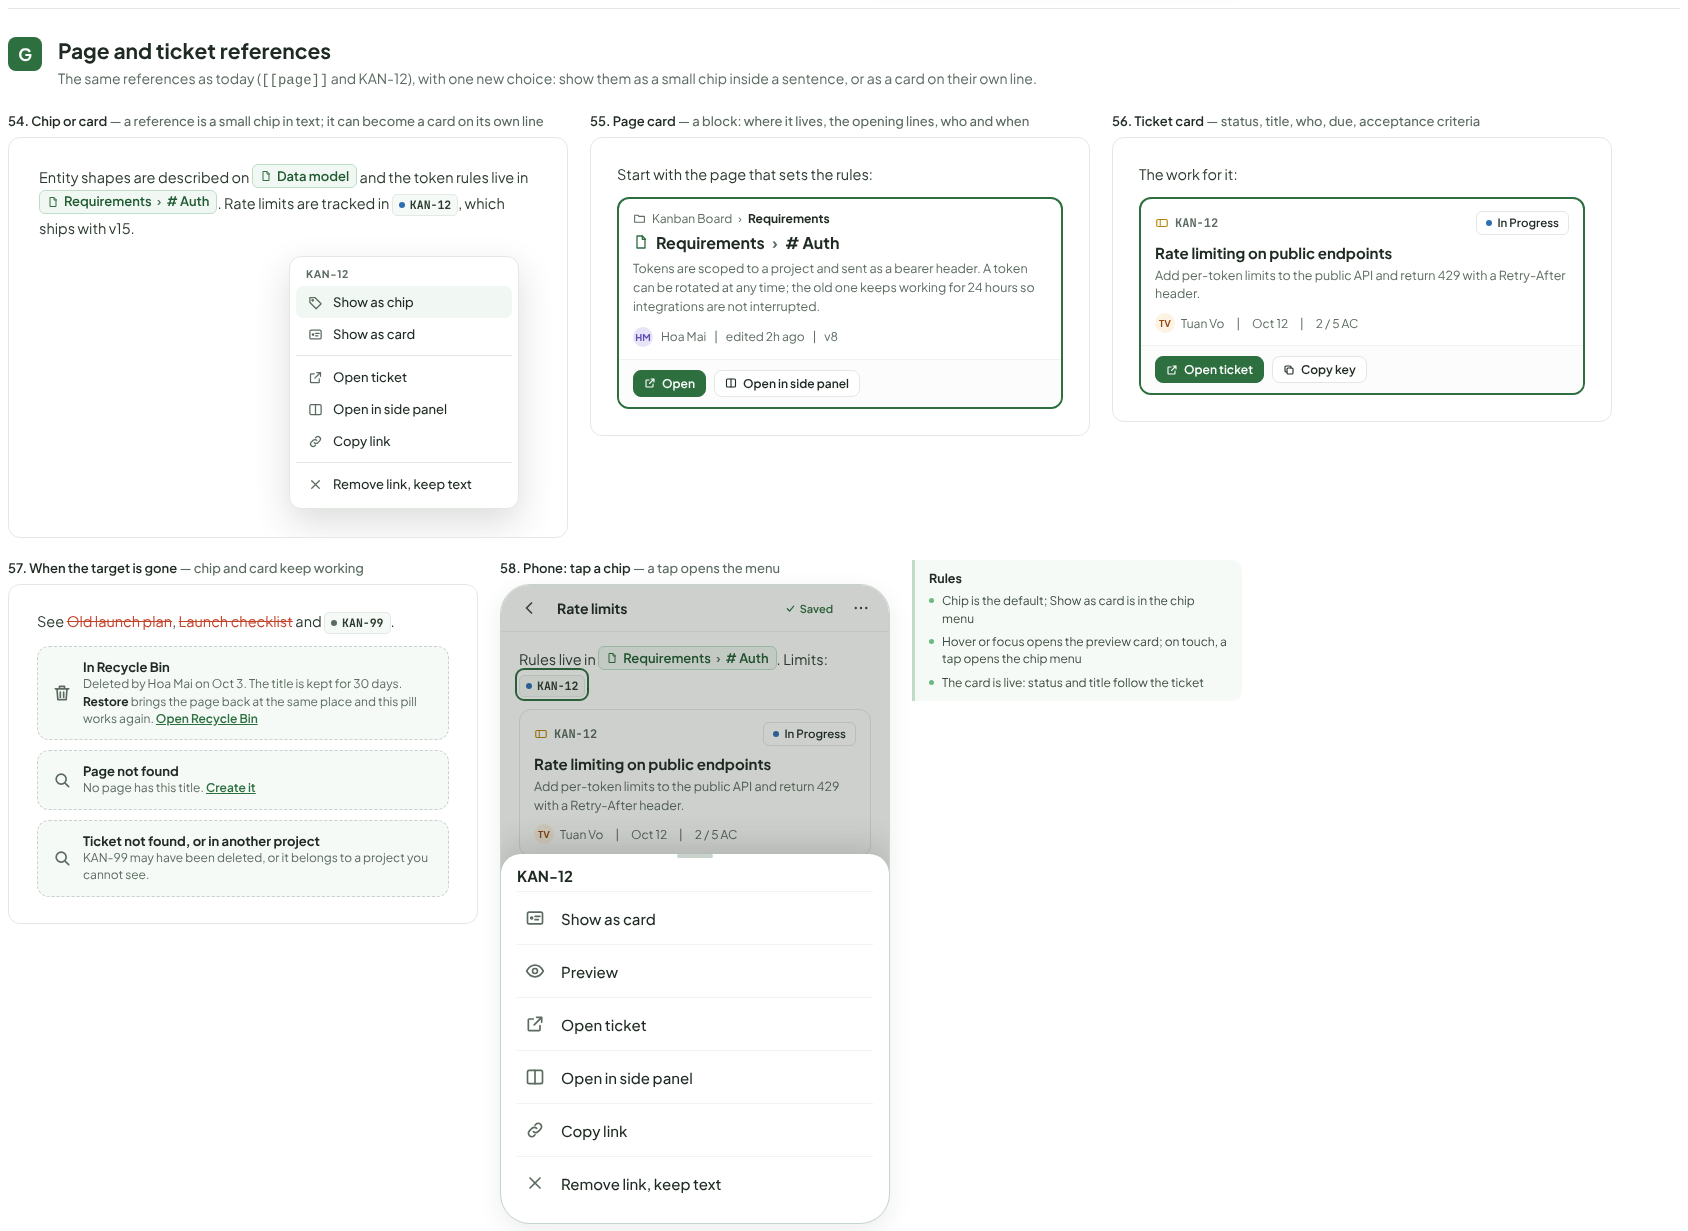 G
Page and ticket references
The same references as today ([[page]] and KAN-12), with one new choice: show them as a small chip inside a sentence, or as a card on their own line.
54. Chip or card — a reference is a small chip in text; it can become a card on its own line
Entity shapes are described on Data model and the token rules live in
Requirements › # Auth. Rate limits are tracked in KAN-12, which
ships with v15.
KAN-12
Show as chip
Show as card
Open ticket
Open in side panel
Copy link
Remove link, keep text
55. Page card — a block: where it lives, the opening lines, who and when
Start with the page that sets the rules:
Kanban Board › Requirements
Requirements › # Auth
Tokens are scoped to a project and sent as a bearer header. A token
can be rotated at any time; the old one keeps working for 24 hours so
integrations are not interrupted.
HM Hoa Mai | edited 2h ago | v8
Open
Open in side panel
56. Ticket card — status, title, who, due, acceptance criteria
The work for it:
KAN-12
In Progress
Rate limiting on public endpoints
Add per-token limits to the public API and return 429 with a Retry-After
header.
TV Tuan Vo | Oct 12 | 2 / 5 AC
Open ticket
Copy key
57. When the target is gone — chip and card keep working
See Old launch plan, Launch checklist and KAN-99.
In Recycle Bin
Deleted by Hoa Mai on Oct 3. The title is kept for 30 days.
Restore brings the page back at the same place and this pill
works again. Open Recycle Bin
Page not found
No page has this title. Create it
Ticket not found, or in another project
KAN-99 may have been deleted, or it belongs to a project you
cannot see.
58. Phone: tap a chip — a tap opens the menu
Rate limits
Saved
Rules live in Requirements › # Auth. Limits:
KAN-12
KAN-12
In Progress
Rate limiting on public endpoints
Add per-token limits to the public API and return 429
with a Retry-After header.
TV Tuan Vo | Oct 12 | 2 / 5 AC
KAN-12
Show as card
Preview
Open ticket
Open in side panel
Copy link
Remove link, keep text
Rules
Chip is the default; Show as card is in the chip
menu
Hover or focus opens the preview card; on touch, a
tap opens the chip menu
The card is live: status and title follow the ticket